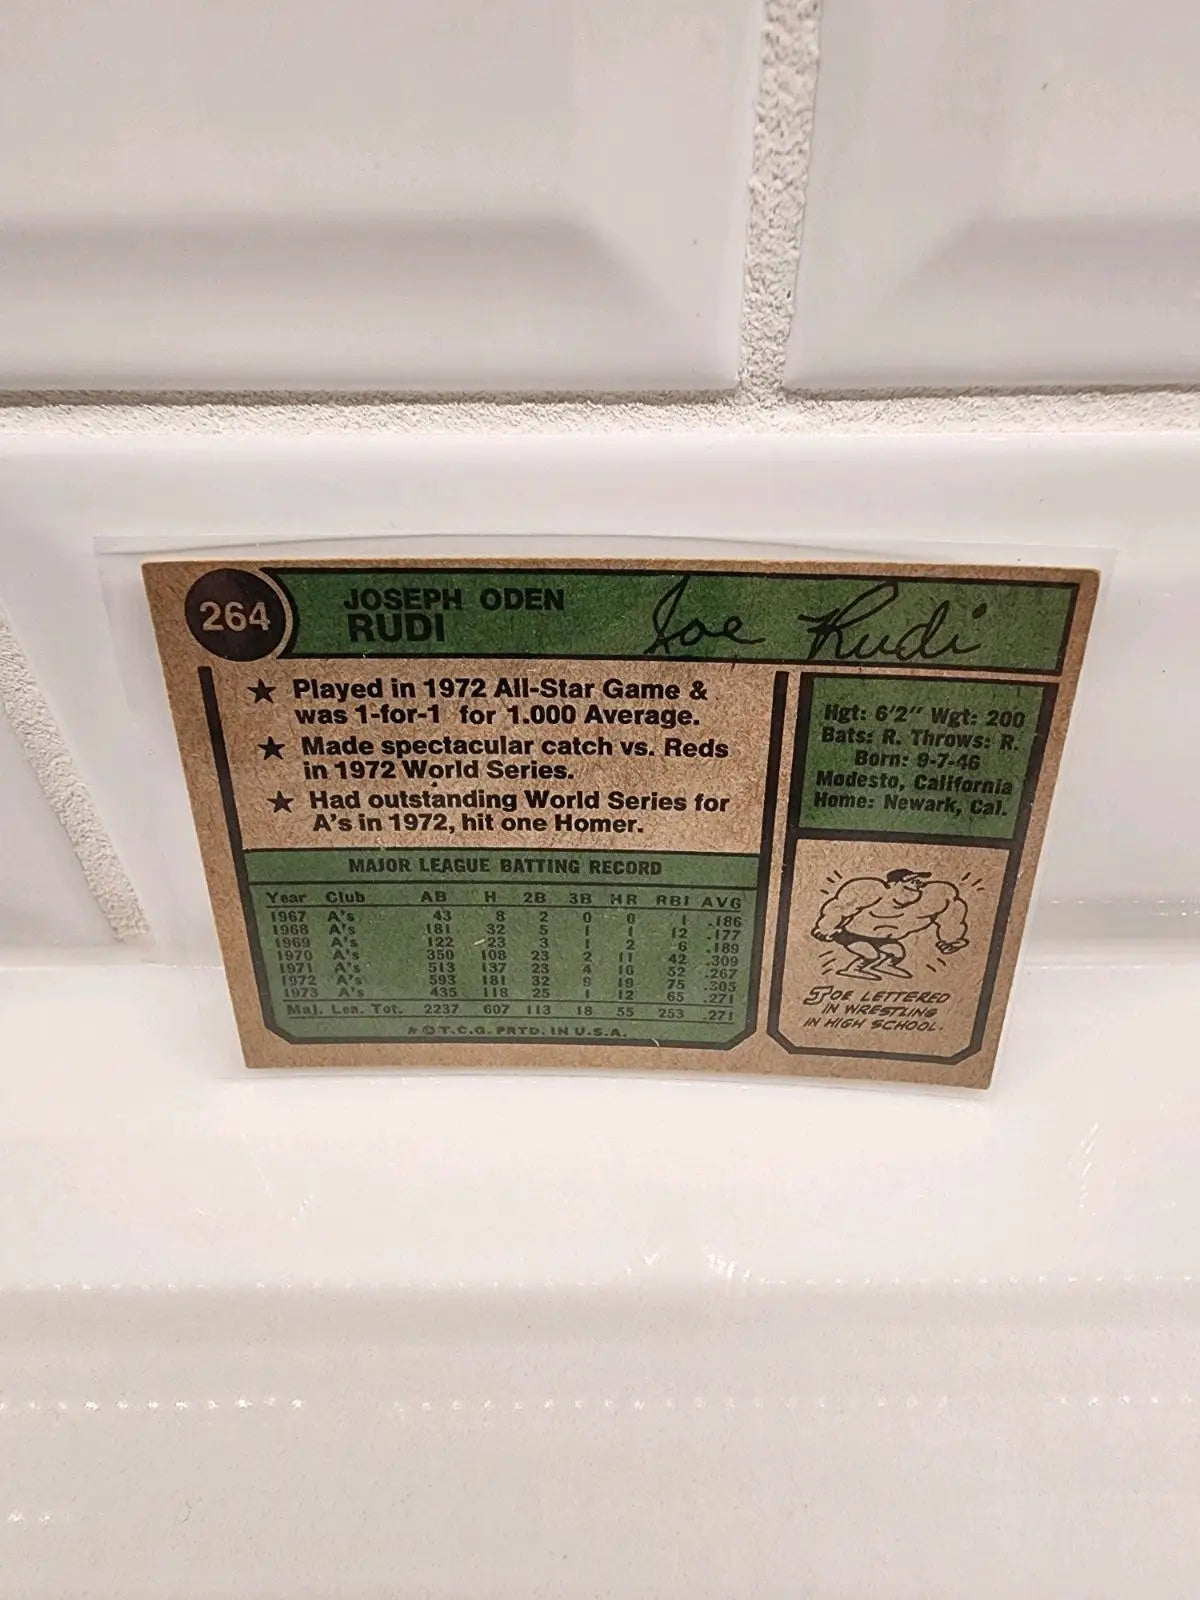 264
JOSEPH ODEN
RUDI
Joe Rudi
★ Played in 1972 All-Star Game &
was 1-for-1 for 1.000 Average.
★ Made spectacular catch vs. Reds
in 1972 World Series.
★ Had outstanding World Series for
A's in 1972, hit one Homer.
Hgt: 6'2" Wgt: 200
Bats: R. Throws: R.
Born: 9-7-46
Modesto, California
Home: Newark, Cal.
MAJOR LEAGUE BATTING RECORD
Year Club AB H 2B 3B HR RBI AVG
1967 A's 43 8 2 0 0 1 .186
1968 A's 181 32 5 1 1 12 .177
1969 A's 122 23 3 1 2 6 .189
1970 A's 350 108 23 2 11 42 .309
1971 A's 513 137 23 4 10 52 .267
1972 A's 593 181 32 9 19 75 .305
1973 A's 435 118 25 1 12 65 .271
Maj. Lea. Tot. 2237 607 113 18 55 253 .271
© T.C.G. PRTD. IN U.S.A.
JOE LETTERED
IN WRESTLING
IN HIGH SCHOOL.